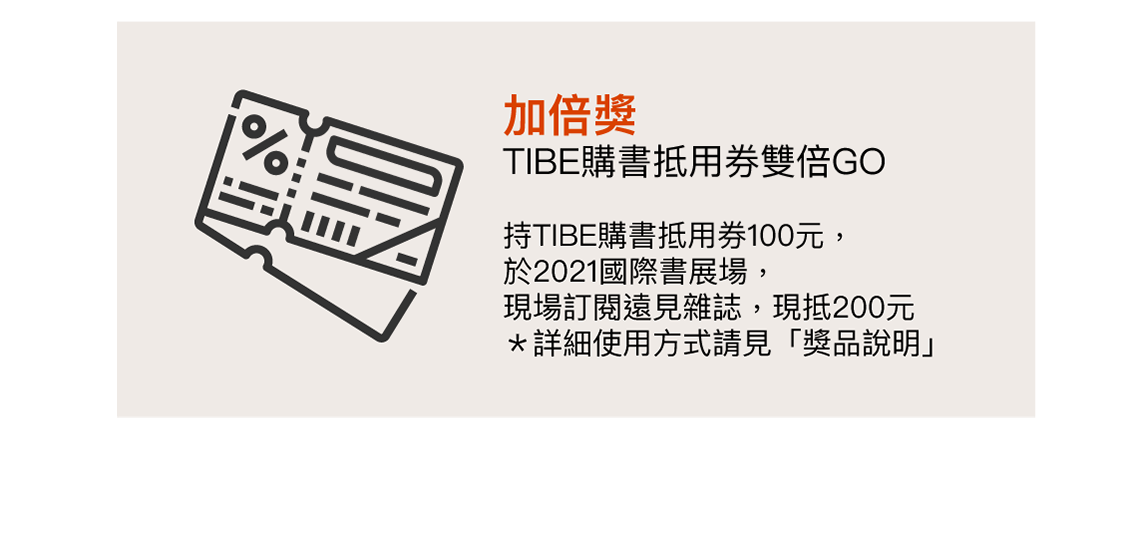 加倍獎
TIBE購書抵用券雙倍GO
持TIBE購書抵用券100元，
於2021國際書展場，
現場訂閱遠見雜誌，現抵200元
＊詳細使用方式請見「獎品說明」